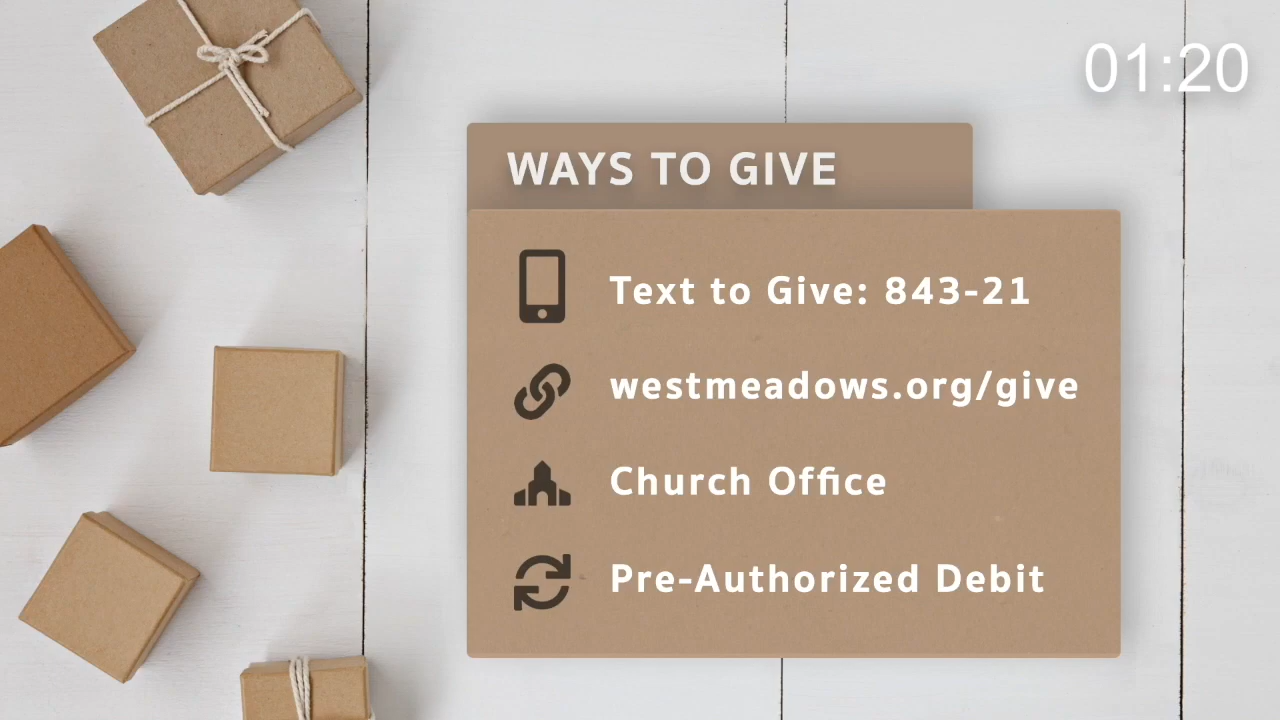 01:20
WAYS TO GIVE
Text to Give: 843-21
westmeadows.org/give
Church Office
Pre-Authorized Debit